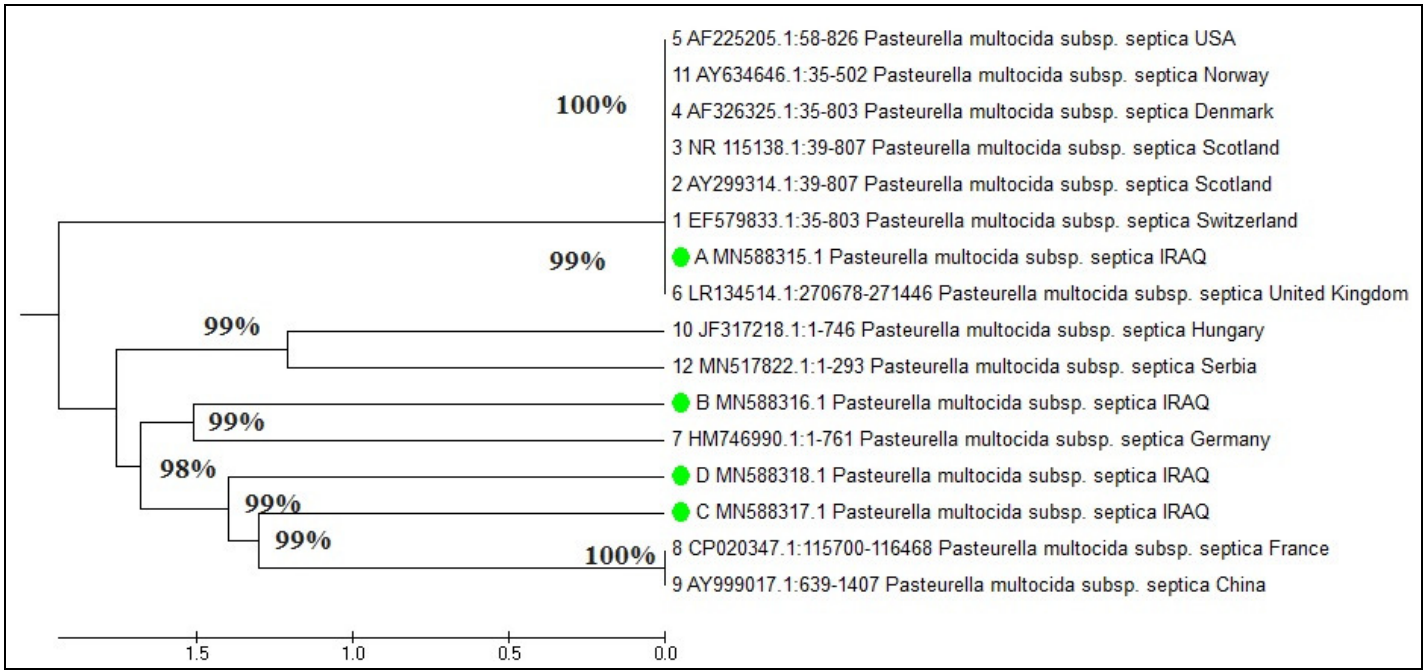 5 AF225205.1:58-826 Pasteurella multocida subsp. septica USA
11 AY634646.1:35-502 Pasteurella multocida subsp. septica Norway
100%
4 AF326325.1:35-803 Pasteurella multocida subsp. septica Denmark
3 NR 115138.1:39-807 Pasteurella multocida subsp. septica Scotland
2 AY299314.1:39-807 Pasteurella multocida subsp. septica Scotland
1 EF579833.1:35-803 Pasteurella multocida subsp. septica Switzerland
99%
A MN588315.1 Pasteurella multocida subsp. septica IRAQ
6 LR134514.1:270678-271446 Pasteurella multocida subsp. septica United Kingdom
99%
10 JF317218.1:1-746 Pasteurella multocida subsp. septica Hungary
12 MN517822.1:1-293 Pasteurella multocida subsp. septica Serbia
B MN588316.1 Pasteurella multocida subsp. septica IRAQ
99%
7 HM746990.1:1-761 Pasteurella multocida subsp. septica Germany
98%
D MN588318.1 Pasteurella multocida subsp. septica IRAQ
99%
C MN588317.1 Pasteurella multocida subsp. septica IRAQ
99%
100%
8 CP020347.1:115700-116468 Pasteurella multocida subsp. septica France
9 AY999017.1:639-1407 Pasteurella multocida subsp. septica China
1.5 1.0 0.5 0.0